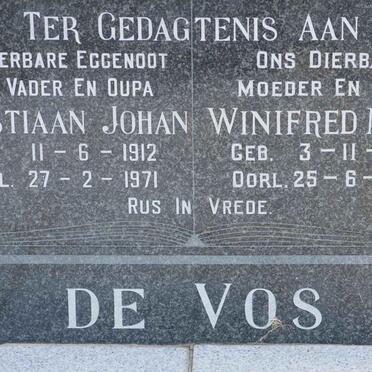 TER GEDAGTENIS AAN
ERBARE EGGENOOT ONS DIERB
VADER EN OUPA MOEDER EN
STIAAN JOHAN WINIFRED
11 - 6 - 1912 GEB. 3 - 11 -
L. 27 - 2 - 1971 OORL. 25 - 6 -
RUS IN VREDE.
DE VOS